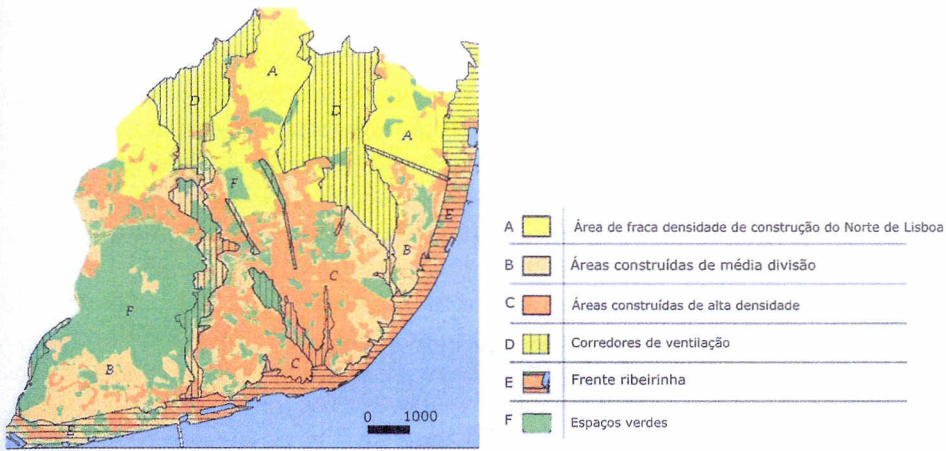 A
D
D
A
F
E
B
C
F
B
C
E
0 1000
A Área de fraca densidade de construção do Norte de Lisboa
B Áreas construídas de média divisão
C Áreas construídas de alta densidade
D Corredores de ventilação
E Frente ribeirinha
F Espaços verdes